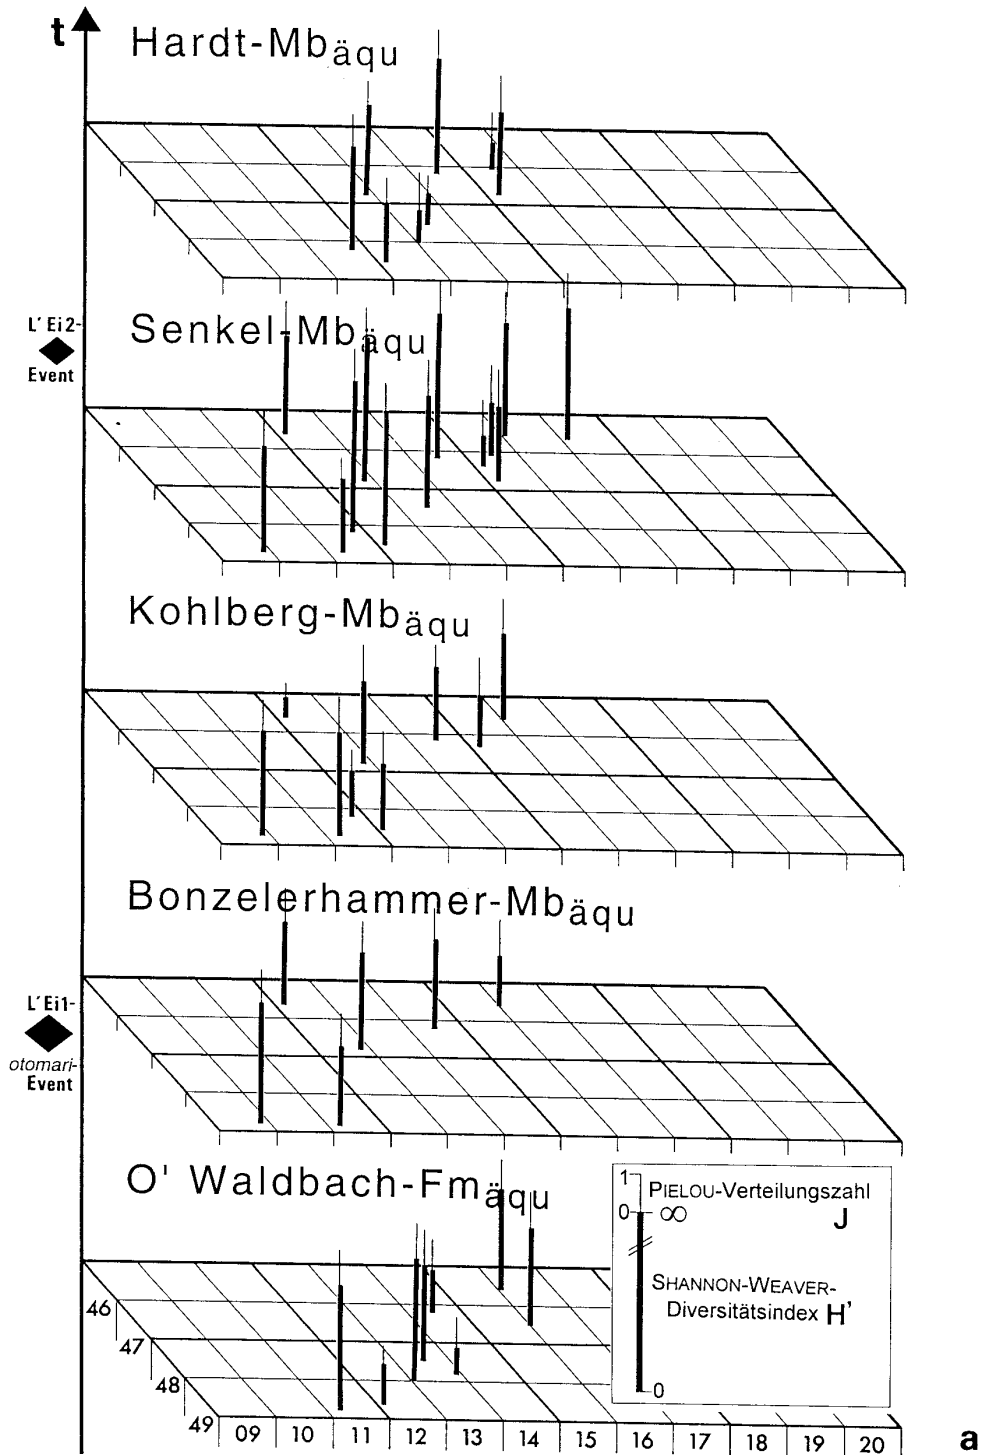 t
Hardt-Mbäqu
L'Ei2-
Event
Senkel-Mbäqu
Kohlberg-Mbäqu
Bonzelerhammer-Mbäqu
L'Ei1-
otomari-
Event
O' Waldbach-Fmäqu
1
PIELOU-Verteilungszahl
0 ∞ J
SHANNON-WEAVER-
Diversitätsindex H'
0
46
47
48
49
09 10 11 12 13 14 15 16 17 18 19 20
a